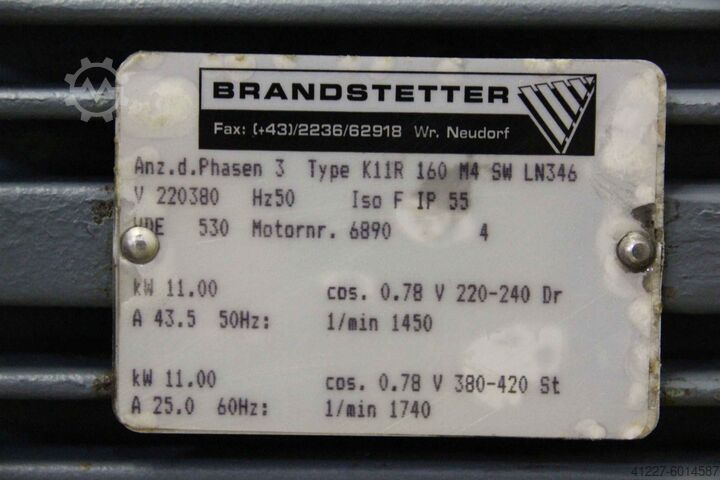 BRANDSTETTER
Fax: (+43)/2236/62918 Wr. Neudorf
Anz.d.Phasen 3 Type K11R 160 M4 SW LN346
V 220380 Hz50 Iso F IP 55
VDE 530 Motornr. 6890 4
kW 11.00 cos. 0.78 V 220-240 Dr
A 43.5 50Hz: 1/min 1450
kW 11.00 cos. 0.78 V 380-420 St
A 25.0 60Hz: 1/min 1740
41227-6014587